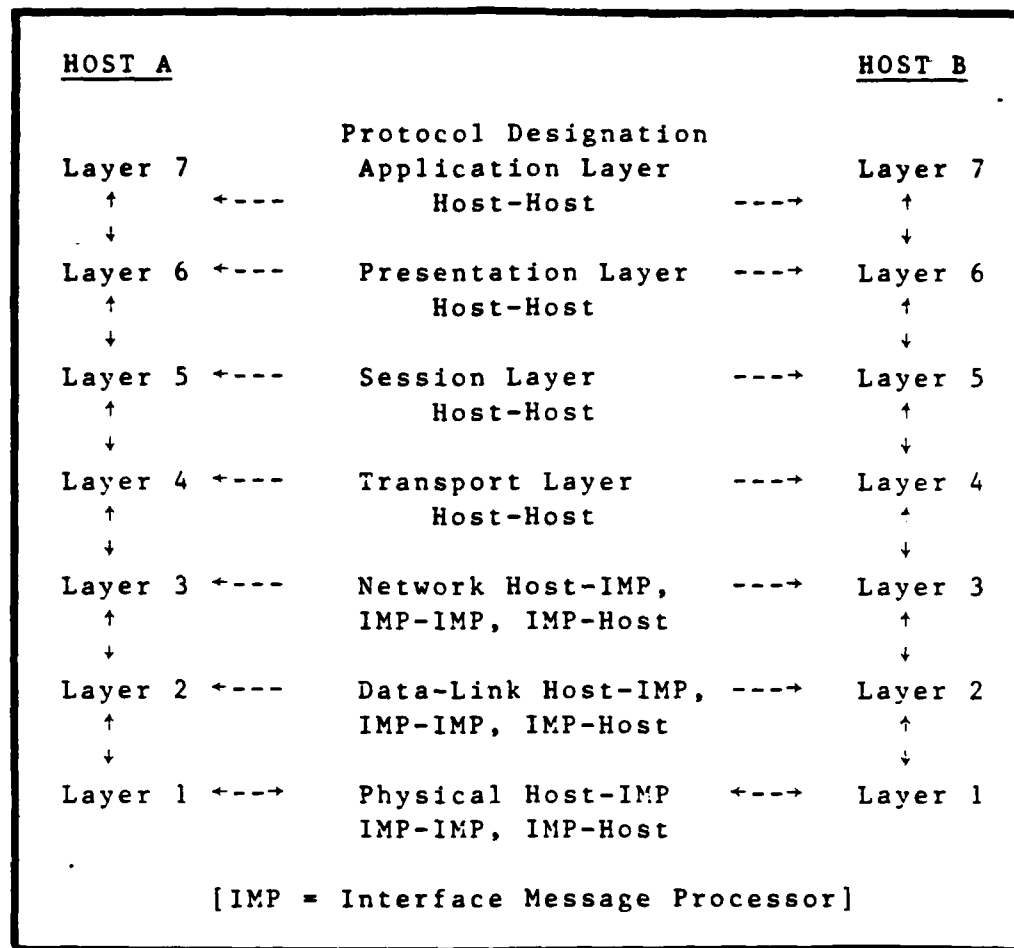 HOST A HOST B
Protocol Designation
Layer 7 Application Layer Layer 7
↑ ←--- Host-Host ---→ ↑
↓ ↓
Layer 6 ←--- Presentation Layer ---→ Layer 6
↑ Host-Host ↑
↓ ↓
Layer 5 ←--- Session Layer ---→ Layer 5
↑ Host-Host ↑
↓ ↓
Layer 4 ←--- Transport Layer ---→ Layer 4
↑ Host-Host ↑
↓ ↓
Layer 3 ←--- Network Host-IMP, ---→ Layer 3
↑ IMP-IMP, IMP-Host ↑
↓ ↓
Layer 2 ←--- Data-Link Host-IMP, ---→ Layer 2
↑ IMP-IMP, IMP-Host ↑
↓ ↓
Layer 1 ←--→ Physical Host-IMP ←--→ Layer 1
IMP-IMP, IMP-Host
[IMP = Interface Message Processor]